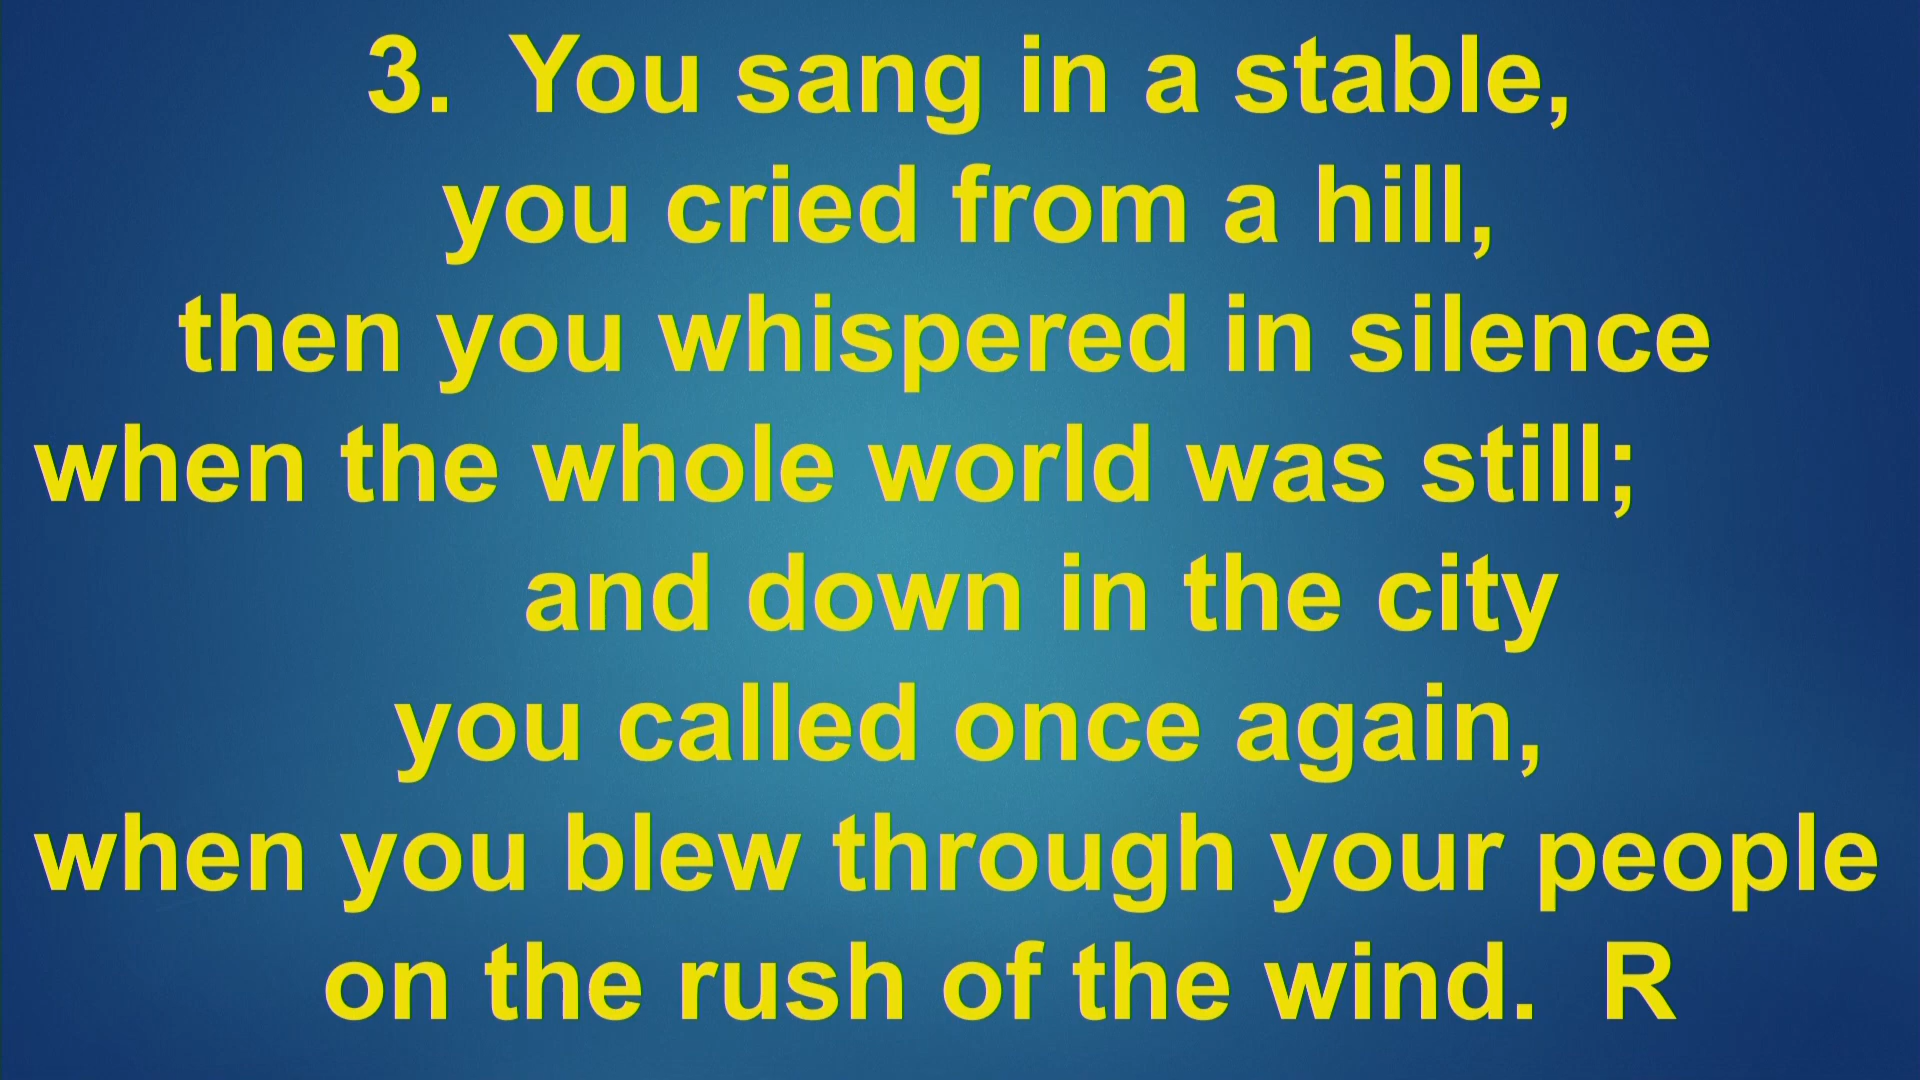 3.  You sang in a stable,
you cried from a hill,
then you whispered in silence
when the whole world was still;
and down in the city
you called once again,
when you blew through your people
on the rush of the wind.  R